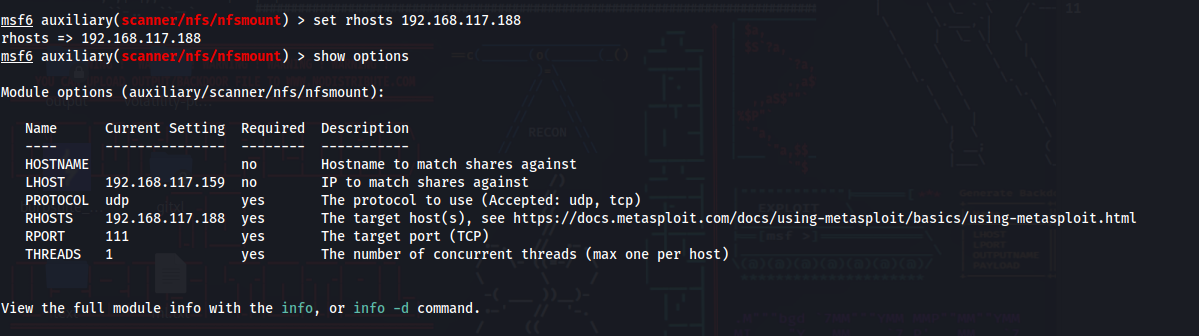 msf6 auxiliary(scanner/nfs/nfsmount) > set rhosts 192.168.117.188
rhosts => 192.168.117.188
msf6 auxiliary(scanner/nfs/nfsmount) > show options
Module options (auxiliary/scanner/nfs/nfsmount):
Name Current Setting Required Description
---- --------------- -------- -----------
HOSTNAME no Hostname to match shares against
LHOST 192.168.117.159 no IP to match shares against
PROTOCOL udp yes The protocol to use (Accepted: udp, tcp)
RHOSTS 192.168.117.188 yes The target host(s), see https://docs.metasploit.com/docs/using-metasploit/basics/using-metasploit.html
RPORT 111 yes The target port (TCP)
THREADS 1 yes The number of concurrent threads (max one per host)
RECON
EXPLOIT
View the full module info with the info, or info -d command.